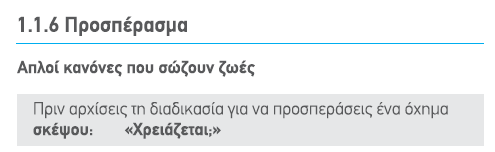 1.1.6 Προσπέρασμα
Απλοί κανόνες που σώζουν ζωές
Πριν αρχίσεις τη διαδικασία για να προσπεράσεις ένα όχημα
σκέψου: «Χρειάζεται;»